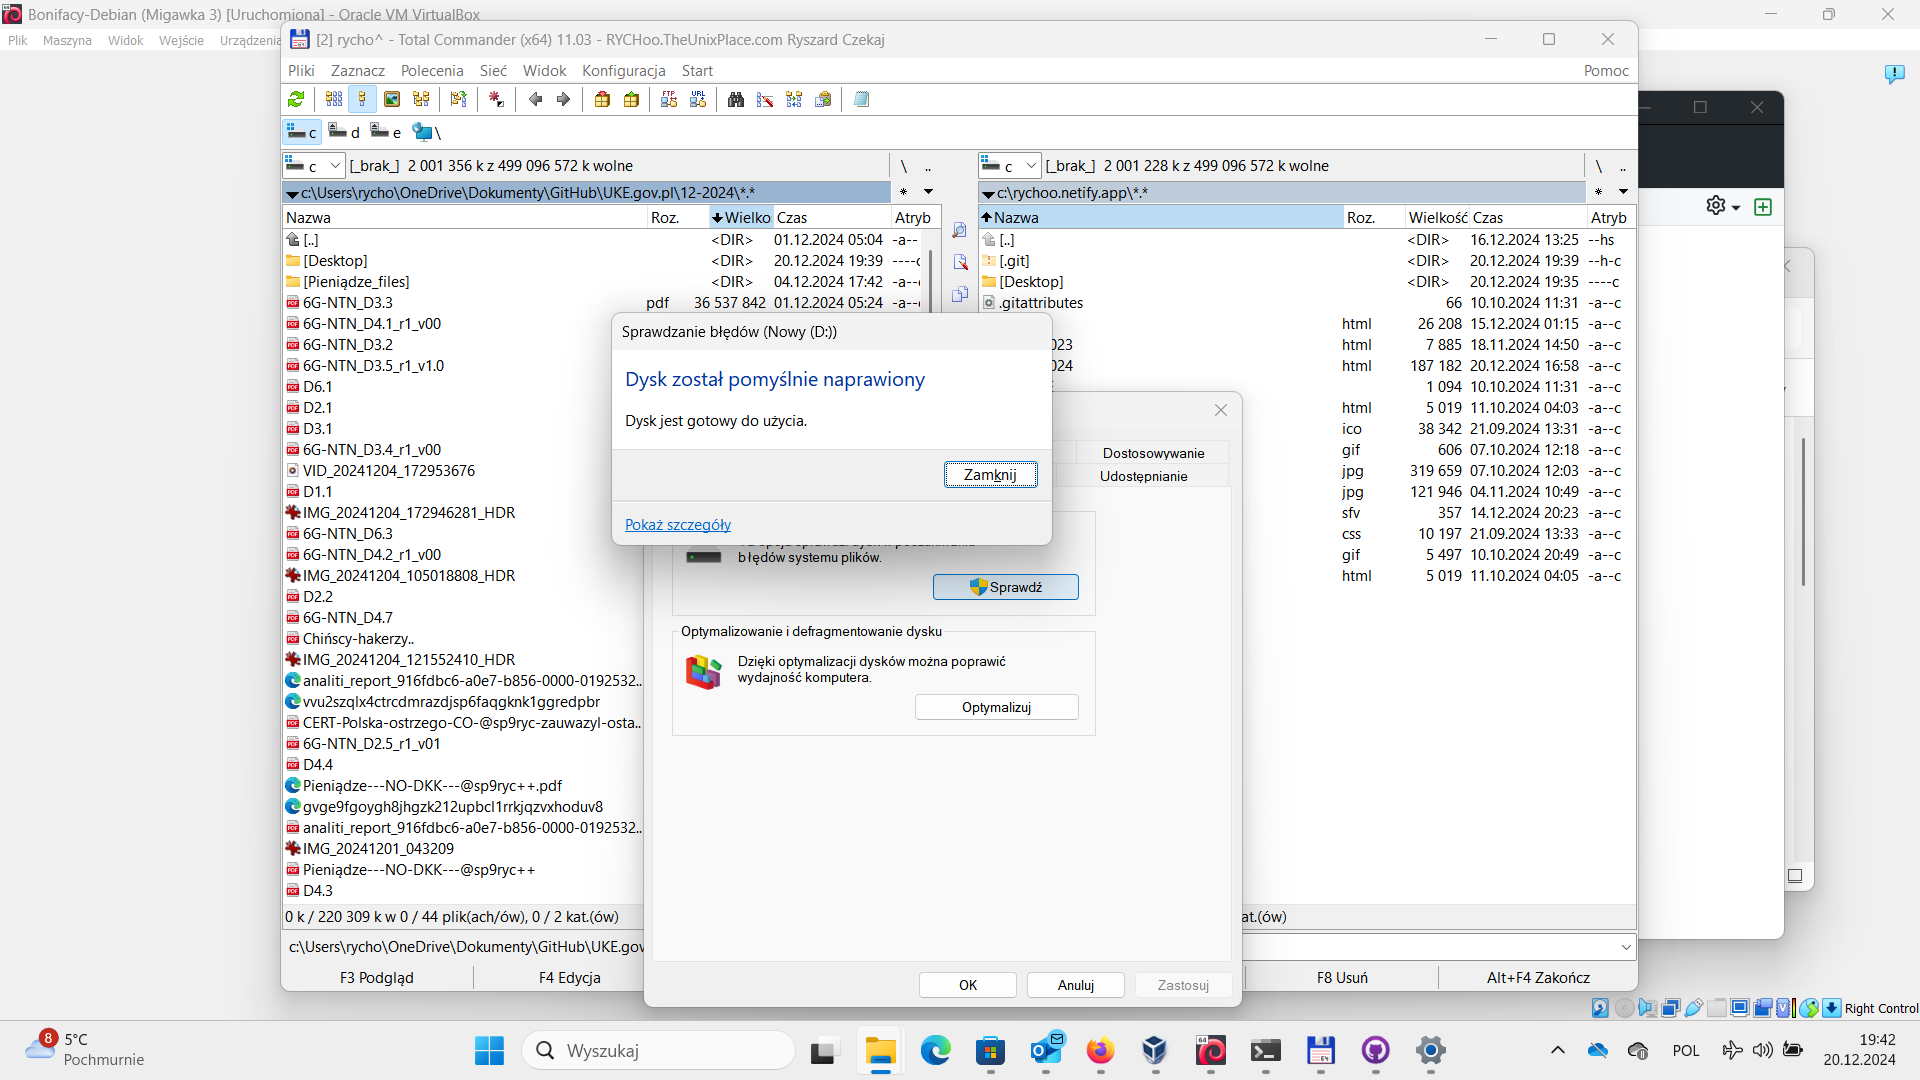 Bonifacy-Debian (Migawka 3) [Uruchomiona] - Oracle VM VirtualBox
Plik Maszyna Widok Wejście Urządzenia
[2] rycho^ - Total Commander (x64) 11.03 - RYCHoo.TheUnixPlace.com Ryszard Czekaj
Pliki Zaznacz Polecenia Sieć Widok Konfiguracja Start Pomoc
FTP URL
c d e \
c [_brak_] 2 001 356 k z 499 096 572 k wolne \ ..
c:\Users\rycho\OneDrive\Dokumenty\GitHub\UKE.gov.pl\12-2024\*.* *
Nazwa Roz. Wielko Czas Atryb
[..] <DIR> 01.12.2024 05:04 -a--
[Desktop] <DIR> 20.12.2024 19:39 ----c
[Pieniądze_files] <DIR> 04.12.2024 17:42 -a--
6G-NTN_D3.3 pdf 36 537 842 01.12.2024 05:24 -a--
6G-NTN_D4.1_r1_v00
6G-NTN_D3.2
6G-NTN_D3.5_r1_v1.0
D6.1
D2.1
D3.1
6G-NTN_D3.4_r1_v00
VID_20241204_172953676
D1.1
IMG_20241204_172946281_HDR
6G-NTN_D6.3
6G-NTN_D4.2_r1_v00
IMG_20241204_105018808_HDR
D2.2
6G-NTN_D4.7
Chińscy-hakerzy..
IMG_20241204_121552410_HDR
analiti_report_916fdbc6-a0e7-b856-0000-0192532..
vvu2szqlx4ctrcdmrazdjsp6faqgknk1ggredpbr
CERT-Polska-ostrzego-CO-@sp9ryc-zauwazyl-osta..
6G-NTN_D2.5_r1_v01
D4.4
Pieniądze---NO-DKK---@sp9ryc++.pdf
gvge9fgoygh8jhgzk212upbcl1rrkjqzvxhoduv8
analiti_report_916fdbc6-a0e7-b856-0000-0192532..
IMG_20241201_043209
Pieniądze---NO-DKK---@sp9ryc++
D4.3
0 k / 220 309 k w 0 / 44 plik(ach/ów), 0 / 2 kat.(ów)
c [_brak_] 2 001 228 k z 499 096 572 k wolne \ ..
c:\rychoo.netify.app\*.* *
Nazwa Roz. Wielkość Czas Atryb
[..] <DIR> 16.12.2024 13:25 --hs
[.git] <DIR> 20.12.2024 19:39 --h-c
[Desktop] <DIR> 20.12.2024 19:35 ----c
.gitattributes 66 10.10.2024 11:31 -a--c
html 26 208 15.12.2024 01:15 -a--c
023 html 7 885 18.11.2024 14:50 -a--c
024 html 187 182 20.12.2024 16:58 -a--c
1 094 10.10.2024 11:31 -a--c
html 5 019 11.10.2024 04:03 -a--c
ico 38 342 21.09.2024 13:31 -a--c
gif 606 07.10.2024 12:18 -a--c
jpg 319 659 07.10.2024 12:03 -a--c
jpg 121 946 04.11.2024 10:49 -a--c
sfv 357 14.12.2024 20:23 -a--c
css 10 197 21.09.2024 13:33 -a--c
gif 5 497 10.10.2024 20:49 -a--c
html 5 019 11.10.2024 04:05 -a--c
at.(ów)
c:\Users\rycho\OneDrive\Dokumenty\GitHub\UKE.gov
F3 Podgląd F4 Edycja F8 Usuń Alt+F4 Zakończ
Sprawdzanie błędów (Nowy (D:))
Dysk został pomyślnie naprawiony
Dysk jest gotowy do użycia.
Zamknij
Pokaż szczegóły
Dostosowywanie
Udostępnianie
błędów systemu plików.
Sprawdź
Optymalizowanie i defragmentowanie dysku
Dzięki optymalizacji dysków można poprawić
wydajność komputera.
Optymalizuj
OK Anuluj Zastosuj
Right Control
8 5°C
Pochmurnie
Wyszukaj
POL
19:42
20.12.2024